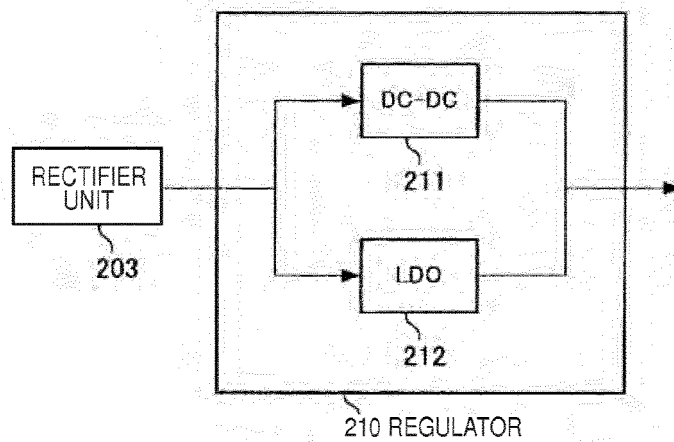 DC-DC
211
RECTIFIER
UNIT
203
LDO
212
210 REGULATOR